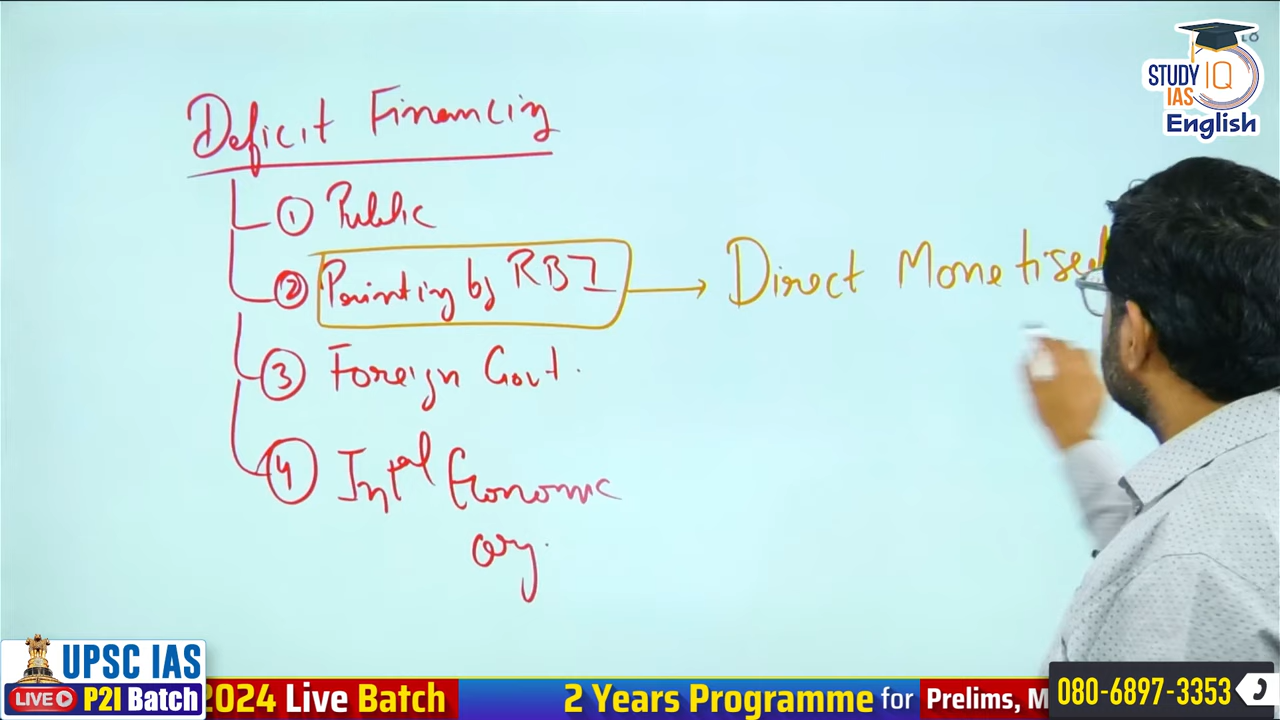 STUDY IQ
IAS
English
Deficit Financing
① Public
② Printing by RBI → Direct Monetised
③ Foreign Govt.
④ Intnal Economic
org.
UPSC IAS
LIVE P2I Batch
2024 Live Batch
2 Years Programme for Prelims, M
080-6897-3353